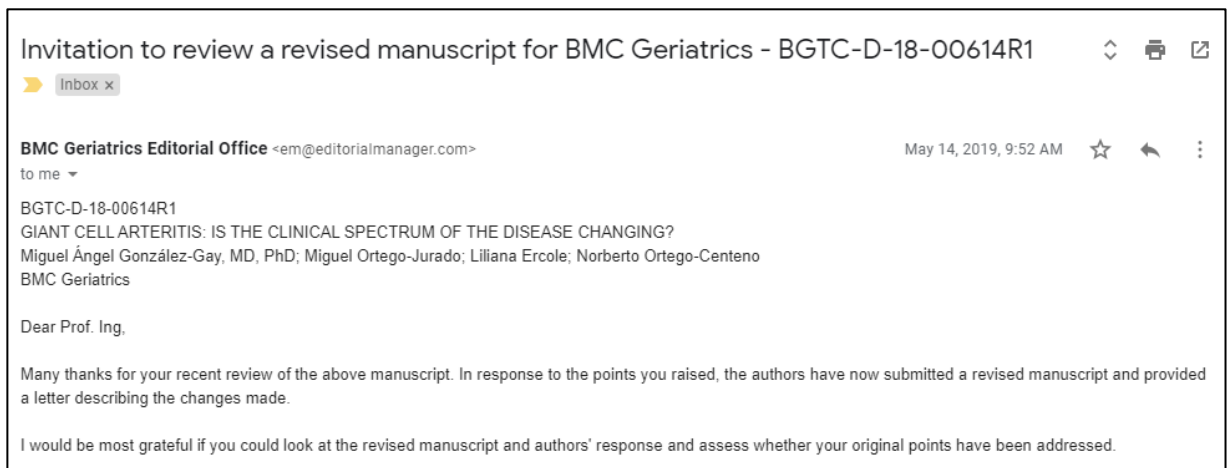 Invitation to review a revised manuscript for BMC Geriatrics - BGTC-D-18-00614R1
Inbox x
BMC Geriatrics Editorial Office <em@editorialmanager.com>
May 14, 2019, 9:52 AM
to me
BGTC-D-18-00614R1
GIANT CELL ARTERITIS: IS THE CLINICAL SPECTRUM OF THE DISEASE CHANGING?
Miguel Ángel González-Gay, MD, PhD; Miguel Ortego-Jurado; Liliana Ercole; Norberto Ortego-Centeno
BMC Geriatrics
Dear Prof. Ing,
Many thanks for your recent review of the above manuscript. In response to the points you raised, the authors have now submitted a revised manuscript and provided
a letter describing the changes made.
I would be most grateful if you could look at the revised manuscript and authors' response and assess whether your original points have been addressed.